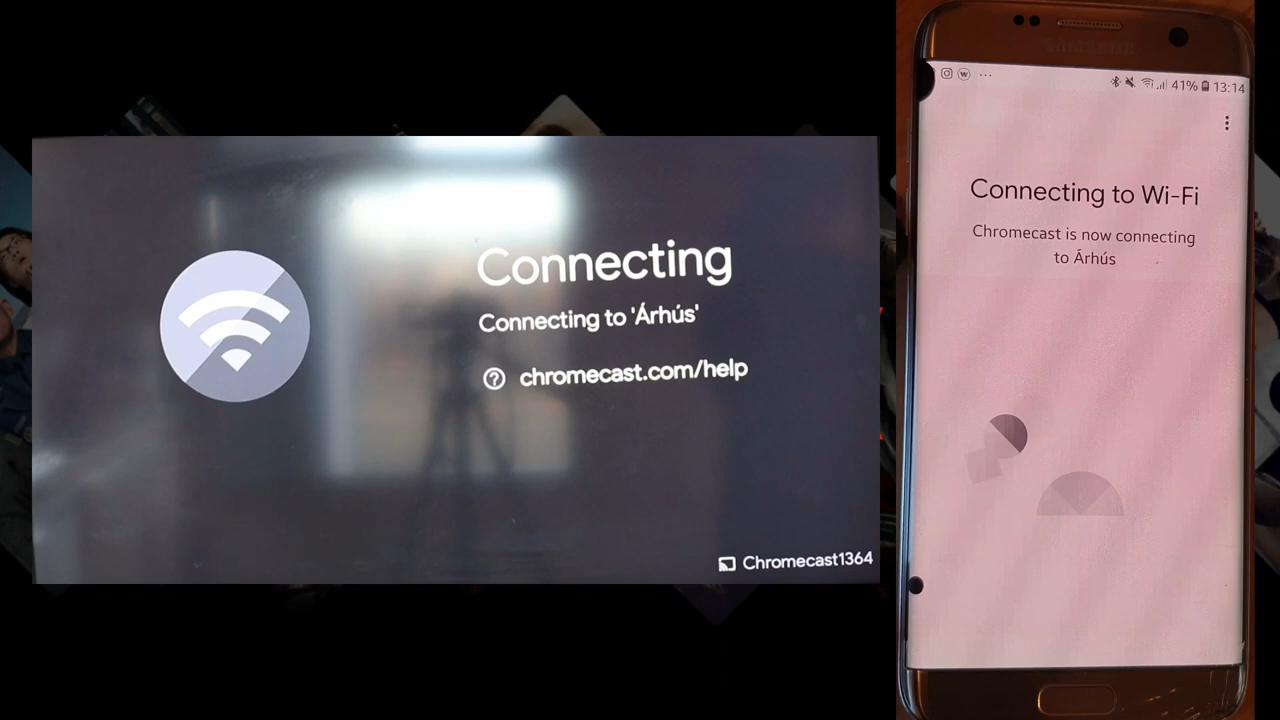 Connecting
Connecting to 'Árhús'
chromecast.com/help
Chromecast1364
SAMSUNG
41% 13:14
Connecting to Wi-Fi
Chromecast is now connecting
to Árhús